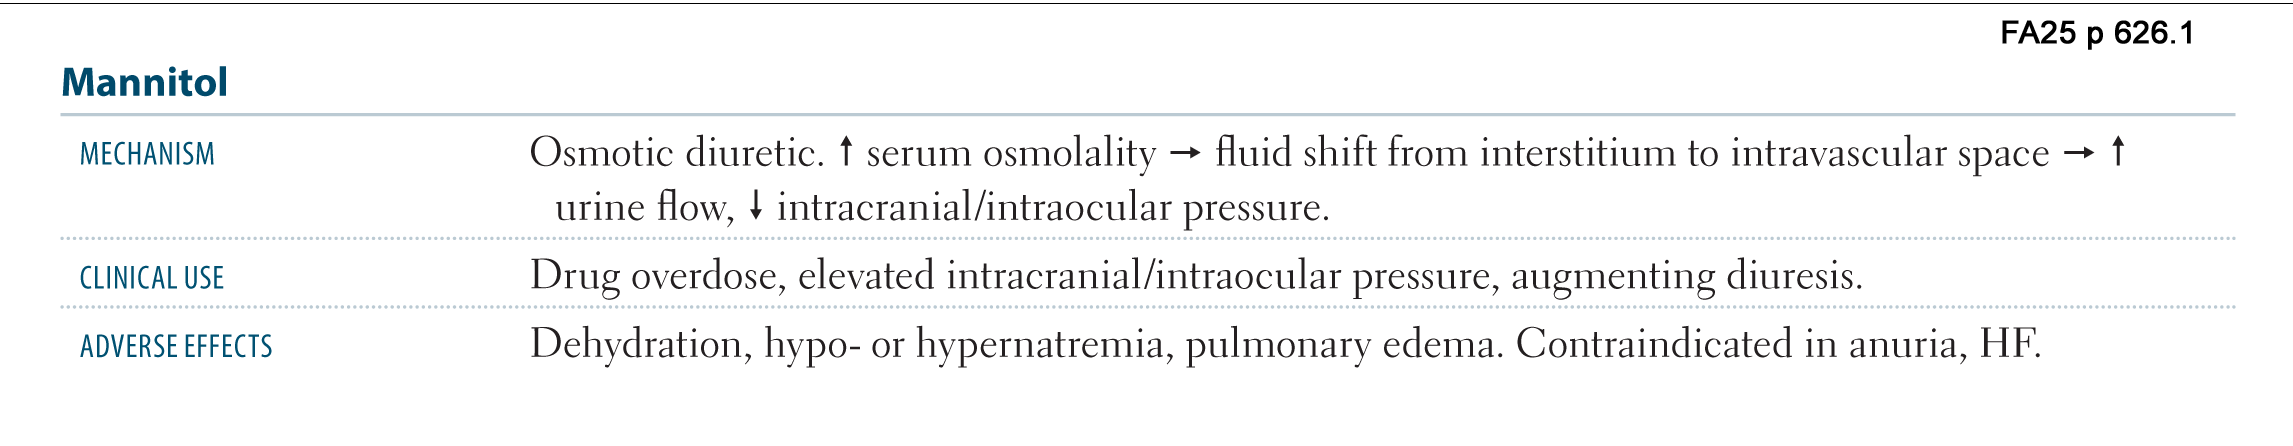 FA25 p 626.1
Mannitol
MECHANISM Osmotic diuretic. ↑ serum osmolality → fluid shift from interstitium to intravascular space → ↑
urine flow, ↓ intracranial/intraocular pressure.
CLINICAL USE Drug overdose, elevated intracranial/intraocular pressure, augmenting diuresis.
ADVERSE EFFECTS Dehydration, hypo- or hypernatremia, pulmonary edema. Contraindicated in anuria, HF.